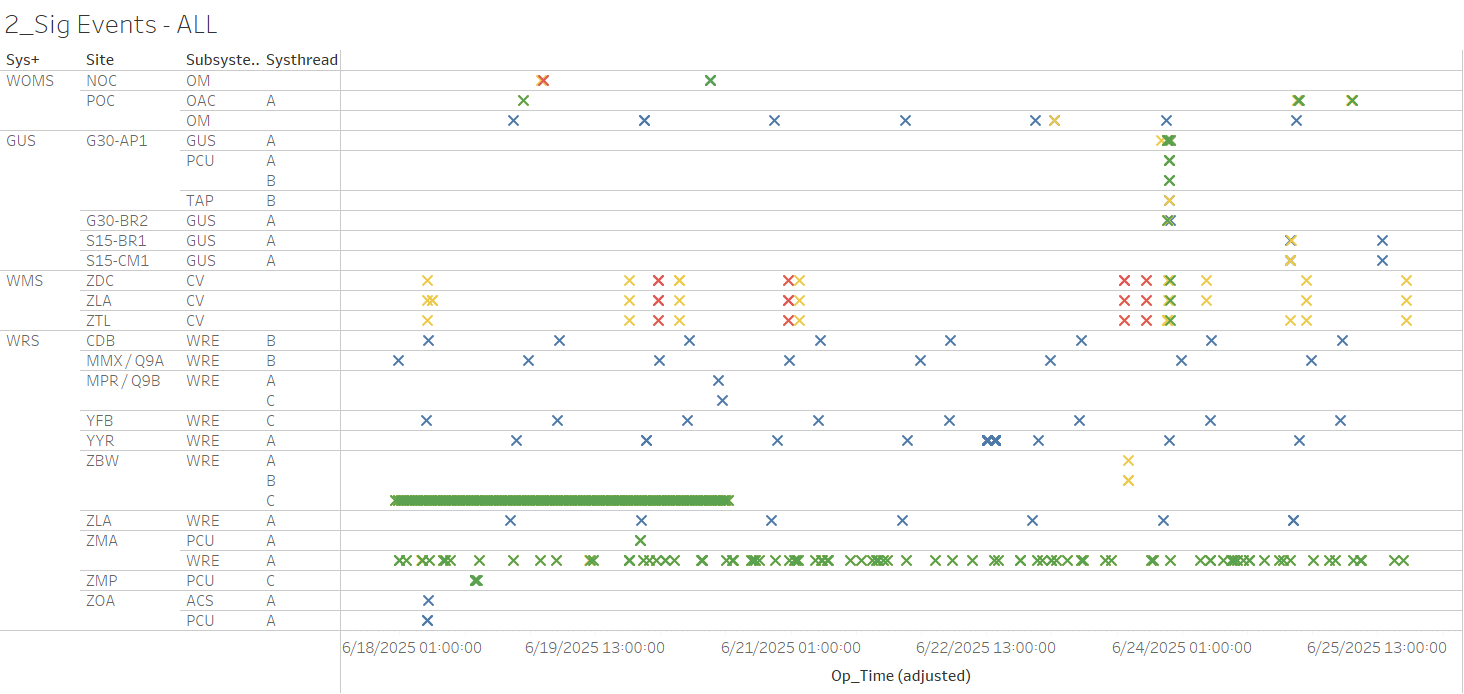 2_Sig Events - ALL
Sys+ Site Subsyste.. Systhread
WOMS NOC OM
POC OAC A
OM
GUS G30-AP1 GUS A
PCU A
B
TAP B
G30-BR2 GUS A
S15-BR1 GUS A
S15-CM1 GUS A
WMS ZDC CV
ZLA CV
ZTL CV
WRS CDB WRE B
MMX / Q9A WRE B
MPR / Q9B WRE A
C
YFB WRE C
YYR WRE A
ZBW WRE A
B
C
ZLA WRE A
ZMA PCU A
WRE A
ZMP PCU C
ZOA ACS A
PCU A
6/18/2025 01:00:00 6/19/2025 13:00:00 6/21/2025 01:00:00 6/22/2025 13:00:00 6/24/2025 01:00:00 6/25/2025 13:00:00
Op_Time (adjusted)